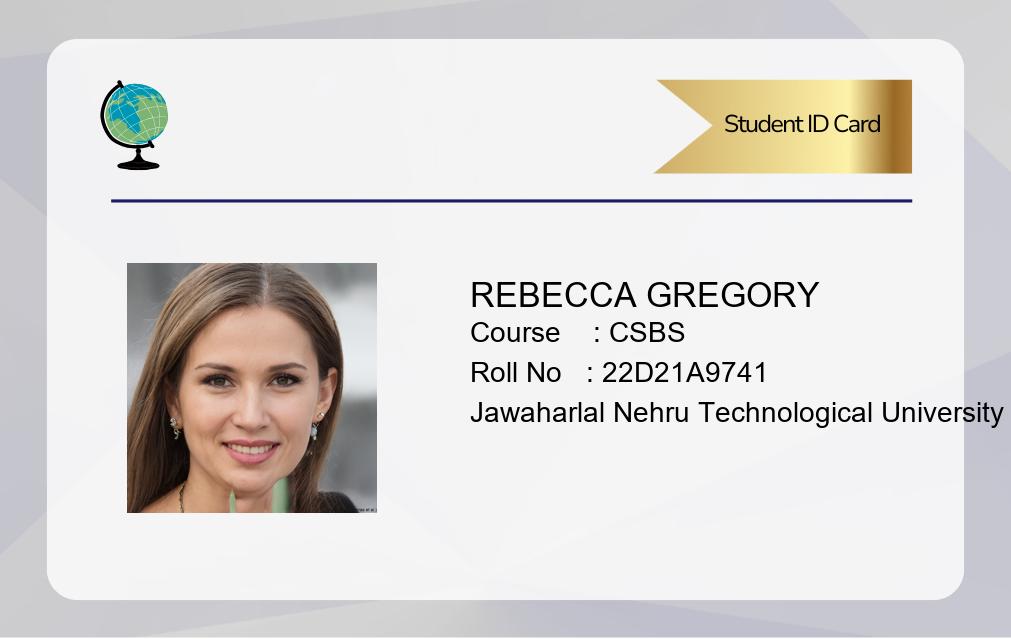 Student ID Card
REBECCA GREGORY
Course : CSBS
Roll No : 22D21A9741
Jawaharlal Nehru Technological University